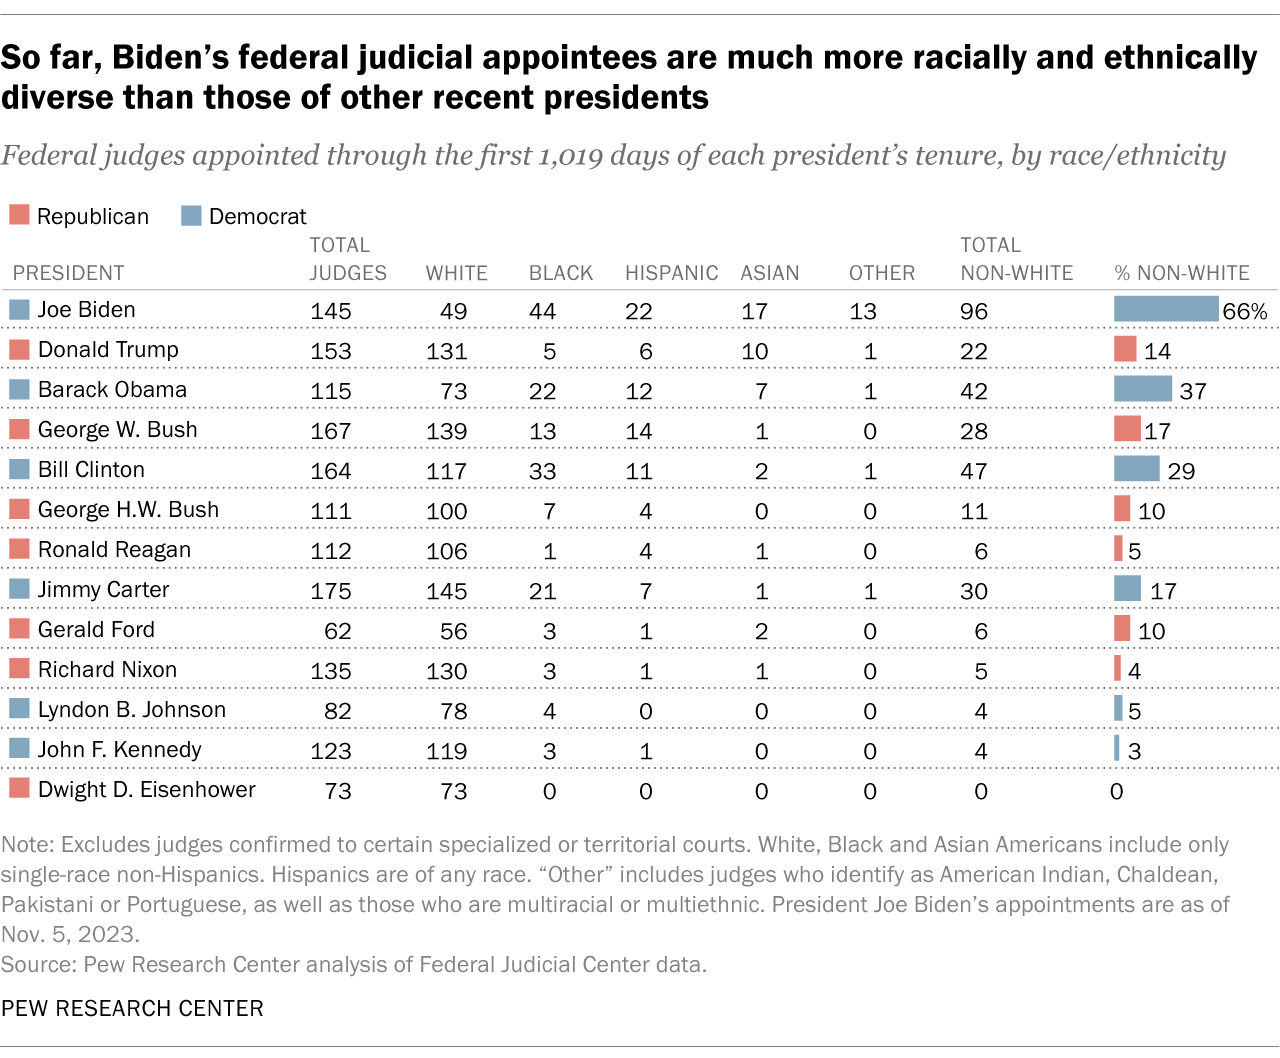 So far, Biden’s federal judicial appointees are much more racially and ethnically
diverse than those of other recent presidents
Federal judges appointed through the first 1,019 days of each president’s tenure, by race/ethnicity
Republican Democrat
PRESIDENT TOTAL JUDGES WHITE BLACK HISPANIC ASIAN OTHER TOTAL NON-WHITE % NON-WHITE
Joe Biden 145 49 44 22 17 13 96 66%
Donald Trump 153 131 5 6 10 1 22 14
Barack Obama 115 73 22 12 7 1 42 37
George W. Bush 167 139 13 14 1 0 28 17
Bill Clinton 164 117 33 11 2 1 47 29
George H.W. Bush 111 100 7 4 0 0 11 10
Ronald Reagan 112 106 1 4 1 0 6 5
Jimmy Carter 175 145 21 7 1 1 30 17
Gerald Ford 62 56 3 1 2 0 6 10
Richard Nixon 135 130 3 1 1 0 5 4
Lyndon B. Johnson 82 78 4 0 0 0 4 5
John F. Kennedy 123 119 3 1 0 0 4 3
Dwight D. Eisenhower 73 73 0 0 0 0 0 0
Note: Excludes judges confirmed to certain specialized or territorial courts. White, Black and Asian Americans include only
single-race non-Hispanics. Hispanics are of any race. “Other” includes judges who identify as American Indian, Chaldean,
Pakistani or Portuguese, as well as those who are multiracial or multiethnic. President Joe Biden’s appointments are as of
Nov. 5, 2023.
Source: Pew Research Center analysis of Federal Judicial Center data.
PEW RESEARCH CENTER